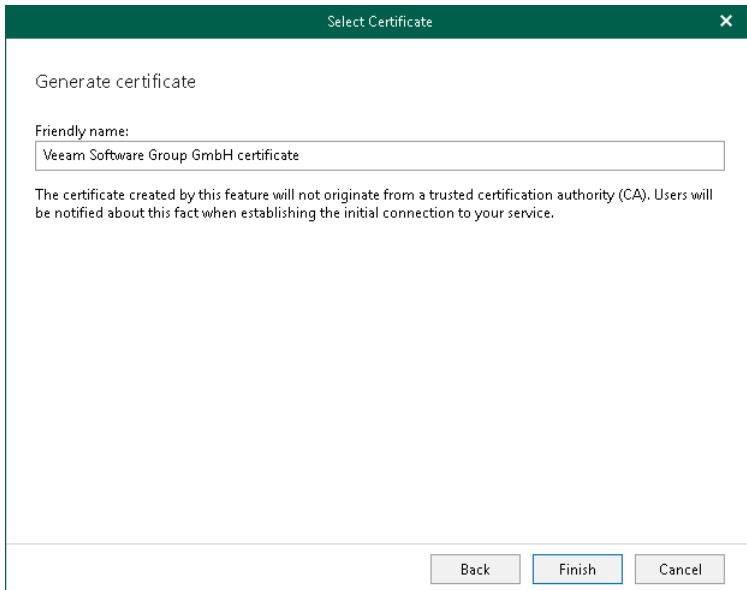 Select Certificate
Generate certificate
Friendly name:
Veeam Software Group GmbH certificate
The certificate created by this feature will not originate from a trusted certification authority (CA). Users will
be notified about this fact when establishing the initial connection to your service.
Back Finish Cancel